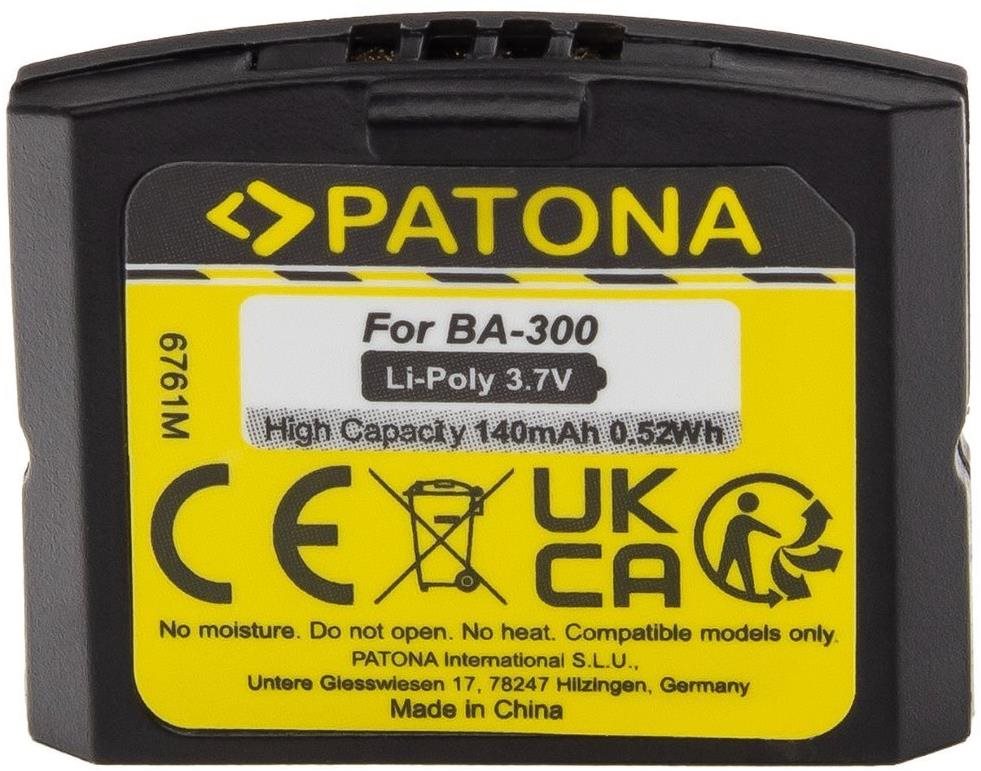 PATONA
For BA-300
Li-Poly 3.7V
High Capacity 140mAh 0.52Wh
6761M
CE
UK
CA
No moisture. Do not open. No heat. Compatible models only.
PATONA International S.L.U.,
Untere Giesswiesen 17, 78247 Hilzingen, Germany
Made in China